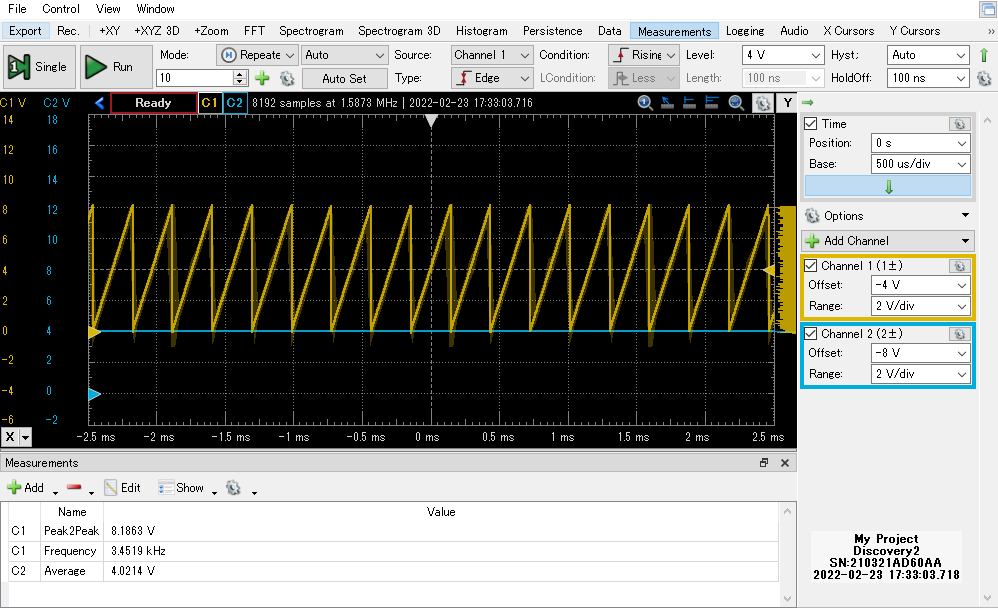 File Control View Window
Export Rec. +XY +XYZ 3D +Zoom FFT Spectrogram Spectrogram 3D Histogram Persistence Data Measurements Logging Audio X Cursors Y Cursors »
Single Run Mode: Repeate Auto Source: Channel 1 Condition: Rising Level: 4 V Hyst: Auto
10 Auto Set Type: Edge LCondition: Less Length: 100 ns HoldOff: 100 ns
C1 V C2 V Ready C1 C2 8192 samples at 1.5873 MHz | 2022-02-23 17:33:03.716 Y
14 18
12 16
10 14
8 12
6 10
4 8
2 6
0 4
-2 2
-4 0
-6 -2
X -2.5 ms -2 ms -1.5 ms -1 ms -0.5 ms 0 ms 0.5 ms 1 ms 1.5 ms 2 ms 2.5 ms
Time
Position: 0 s
Base: 500 us/div
Options
Add Channel
Channel 1 (1±)
Offset: -4 V
Range: 2 V/div
Channel 2 (2±)
Offset: -8 V
Range: 2 V/div
Measurements
Add Edit Show
Name Value
C1 Peak2Peak 8.1863 V
C1 Frequency 3.4519 kHz
C2 Average 4.0214 V
My Project
Discovery2
SN:210321AD60AA
2022-02-23 17:33:03.718